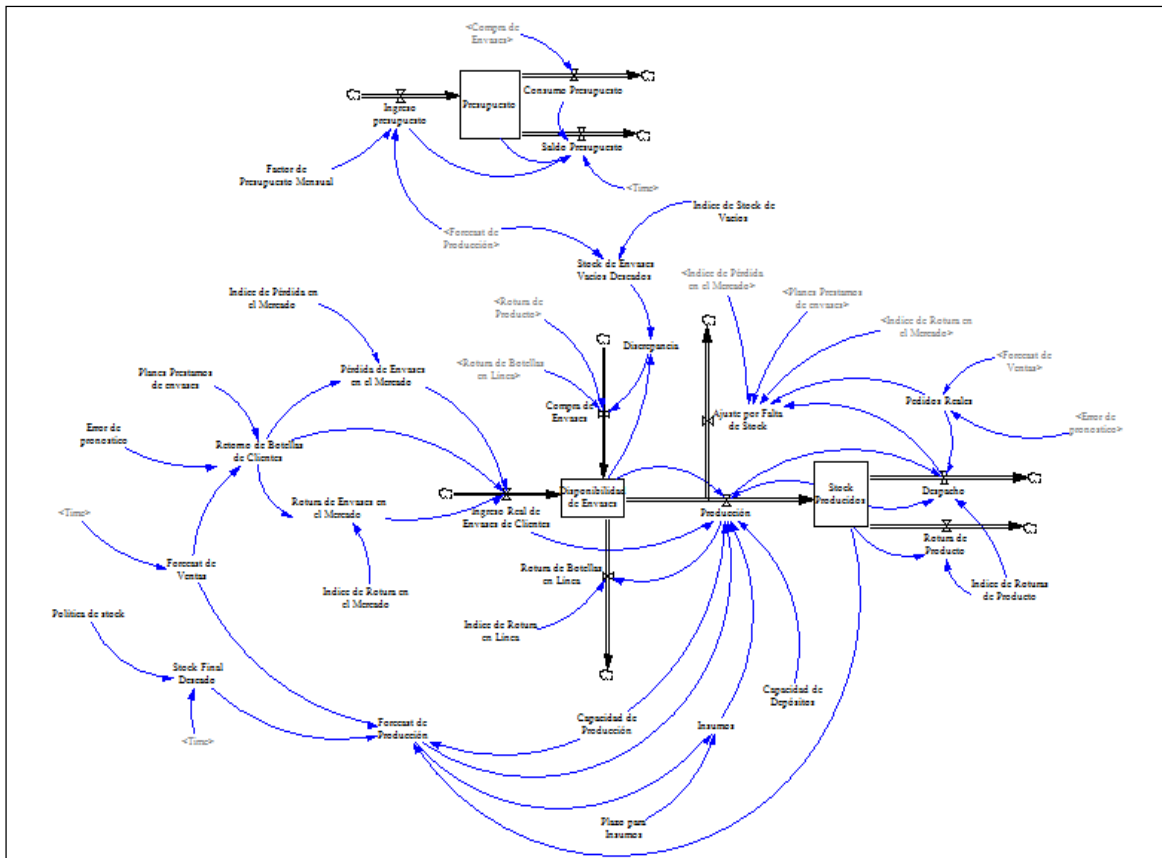 <Compra de
Envases>
Consumo Presupuesto
Presupuesto
Ingreso
presupuesto
Saldo Presupuesto
Factor de
Presupuesto Mensual
<Time>
Indice de Stock de
Vacíos
<Forecast de
Producción>
Stock de Envases
Vacíos Deseados
<Indice de Pérdida
en el Mercado>
<Planes Prestamos
de envases>
Indice de Pérdida en
el Mercado
<Rotura de
Producto>
<Indice de Rotura en
el Mercado>
Discrepancia
<Forecast de
Ventas>
Planes Prestamos
de envases
Pérdida de Envases
en el Mercado
<Rotura de Botellas
en Línea>
Compra de
Envases
Ajuste por Falta
de Stock
Pedidos Reales
<Error de
pronostico>
Error de
pronostico
Retorno de Botellas
de Clientes
Rotura de Envases en
el Mercado
Ingreso Real de
Envases de Clientes
Disponibilidad
de Envases
Producción
Stock
Producidos
Despacho
<Time>
Rotura de
Producto
Forecast de
Ventas
Rotura de Botellas
en Línea
Indice de Rotura en
el Mercado
Indice de Roturas
de Producto
Política de stock
Indice de Rotura
en Línea
Stock Final
Deseado
Capacidad de
Depósitos
Forecast de
Producción
Capacidad de
Producción
Insumos
<Time>
Plazo para
Insumos